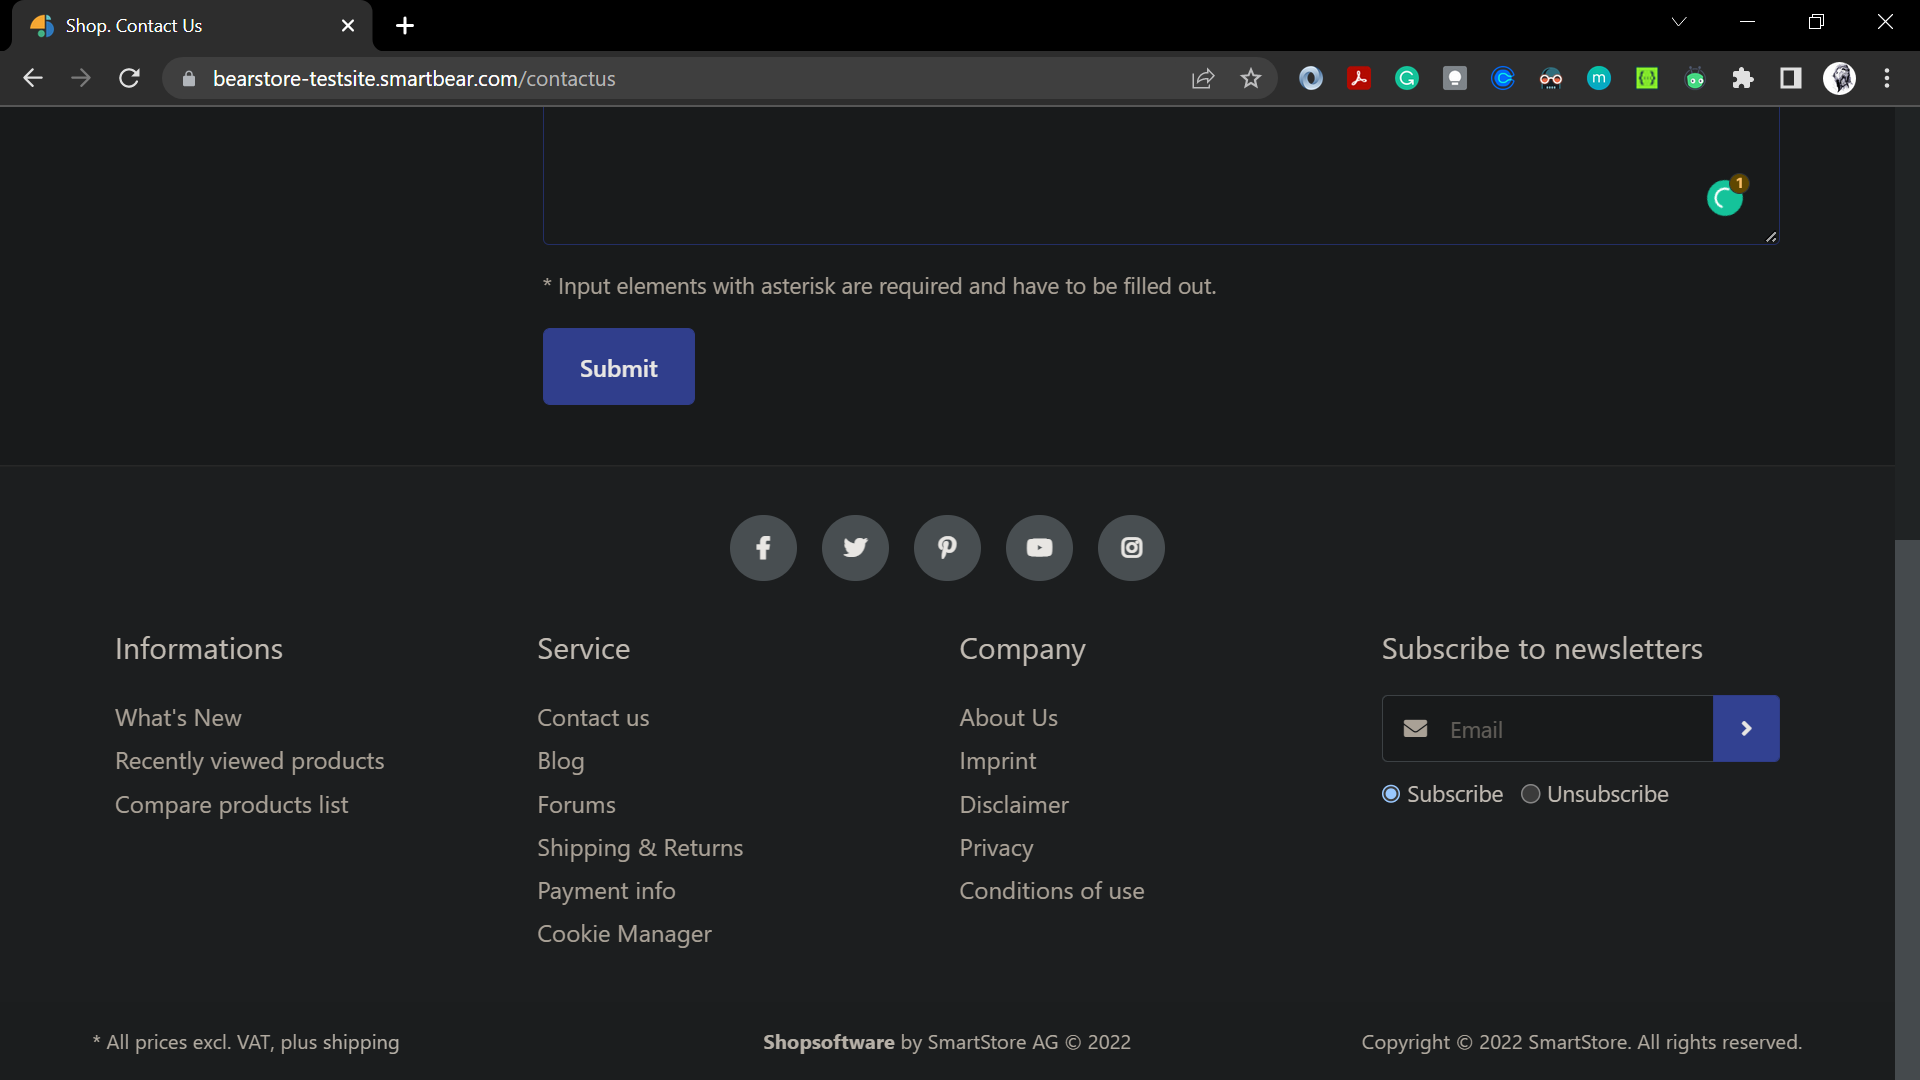 Shop. Contact Us
bearstore-testsite.smartbear.com/contactus
m
1
* Input elements with asterisk are required and have to be filled out.
Submit
Informations
What's New
Recently viewed products
Compare products list
Service
Contact us
Blog
Forums
Shipping & Returns
Payment info
Cookie Manager
Company
About Us
Imprint
Disclaimer
Privacy
Conditions of use
Subscribe to newsletters
Email
Subscribe Unsubscribe
* All prices excl. VAT, plus shipping
Shopsoftware by SmartStore AG © 2022
Copyright © 2022 SmartStore. All rights reserved.